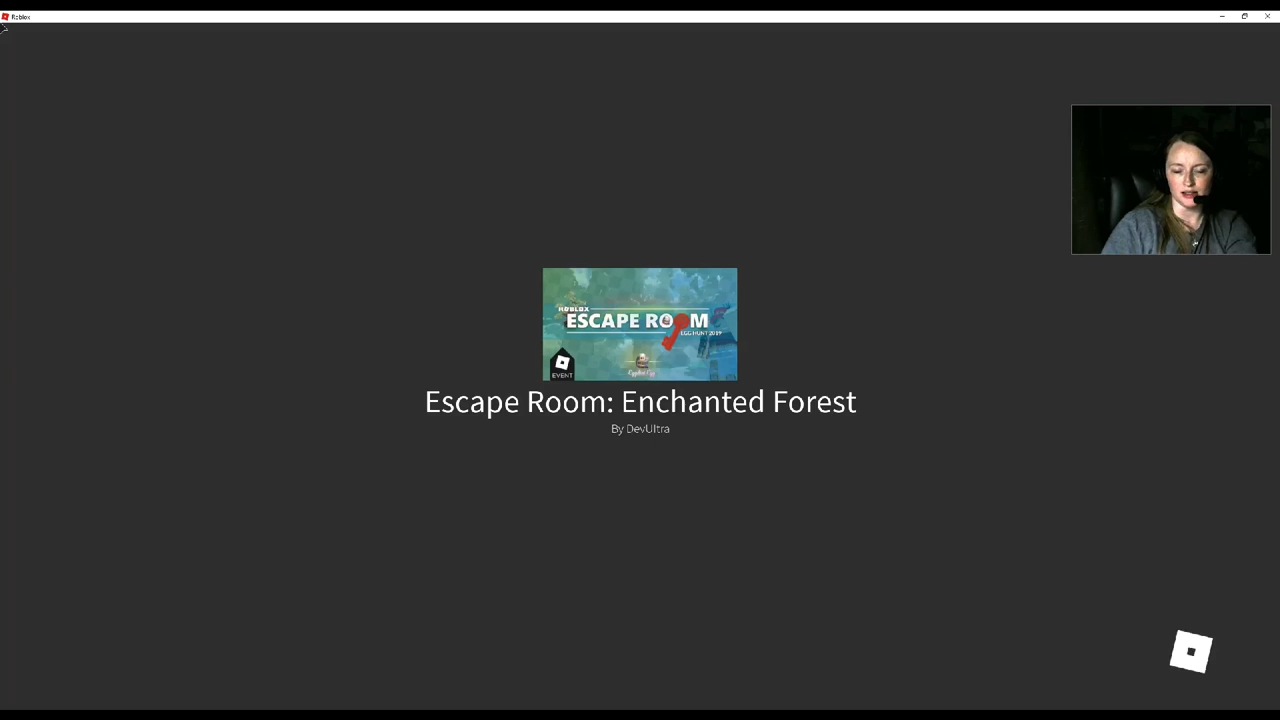 Roblox
ROBLOX
ESCAPE ROOM
EGG HUNT 2019
EVENT
Escape Room: Enchanted Forest
By DevUltra